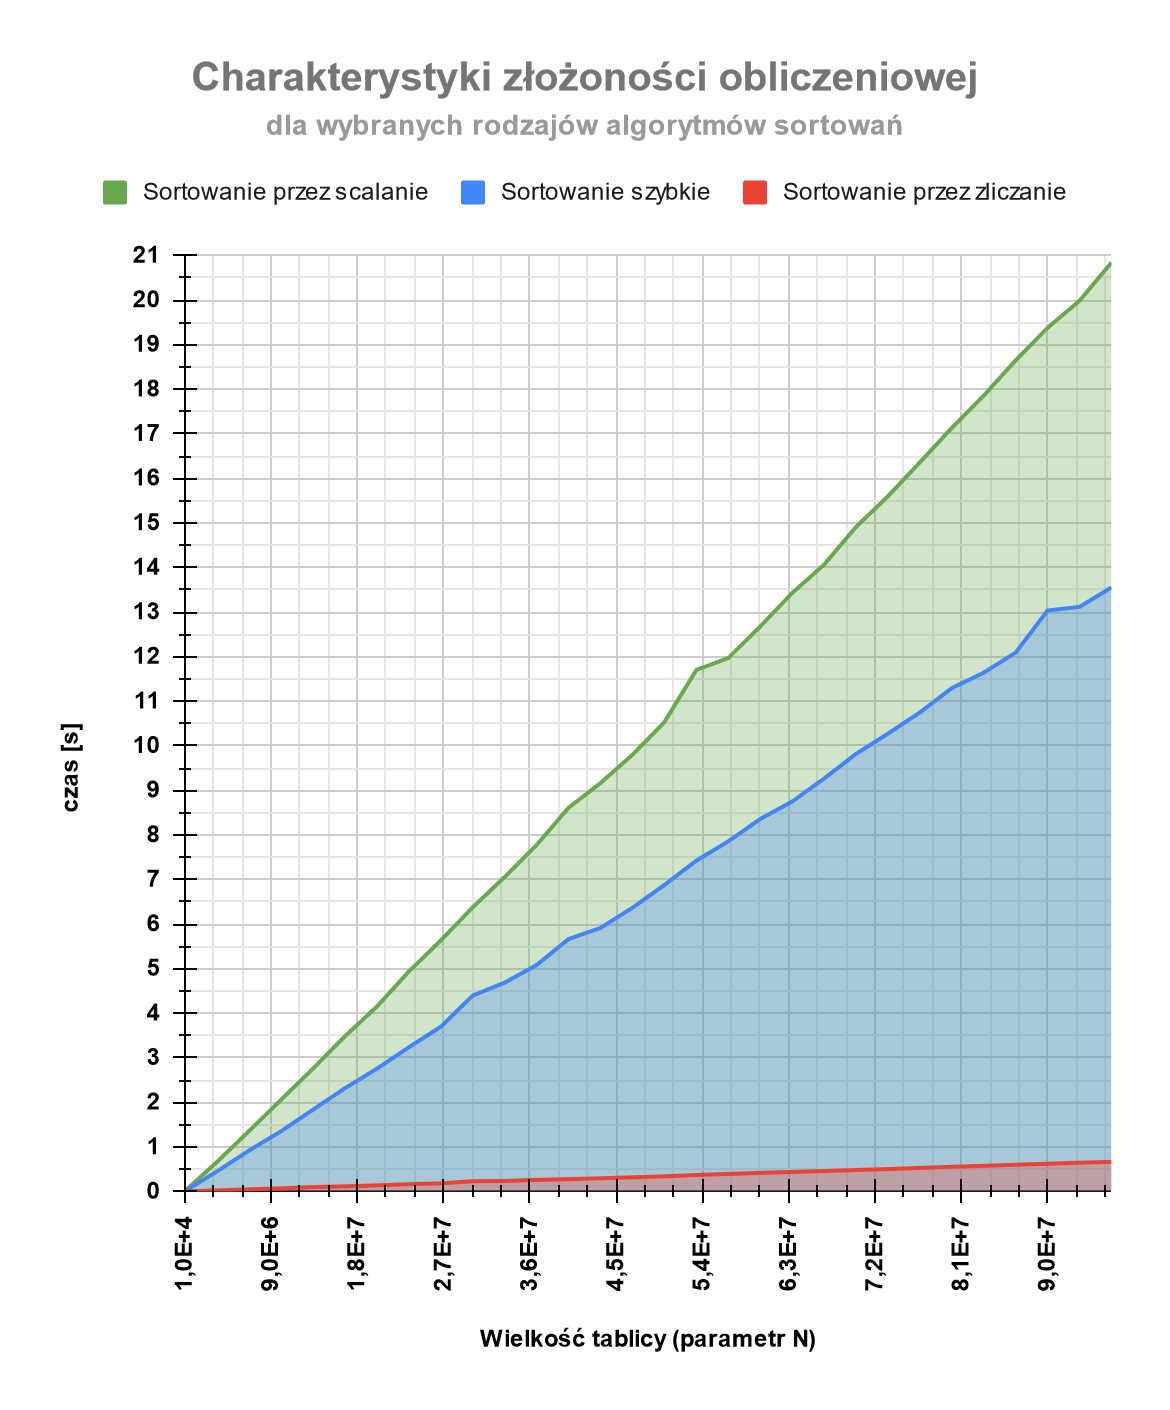 Charakterystyki złożoności obliczeniowej
dla wybranych rodzajów algorytmów sortowań
Sortowanie przez scalanie Sortowanie szybkie Sortowanie przez zliczanie
21
20
19
18
17
16
15
14
13
12
11
10
9
8
7
6
5
4
3
2
1
0
czas [s]
1,0E+4
9,0E+6
1,8E+7
2,7E+7
3,6E+7
4,5E+7
5,4E+7
6,3E+7
7,2E+7
8,1E+7
9,0E+7
Wielkość tablicy (parametr N)